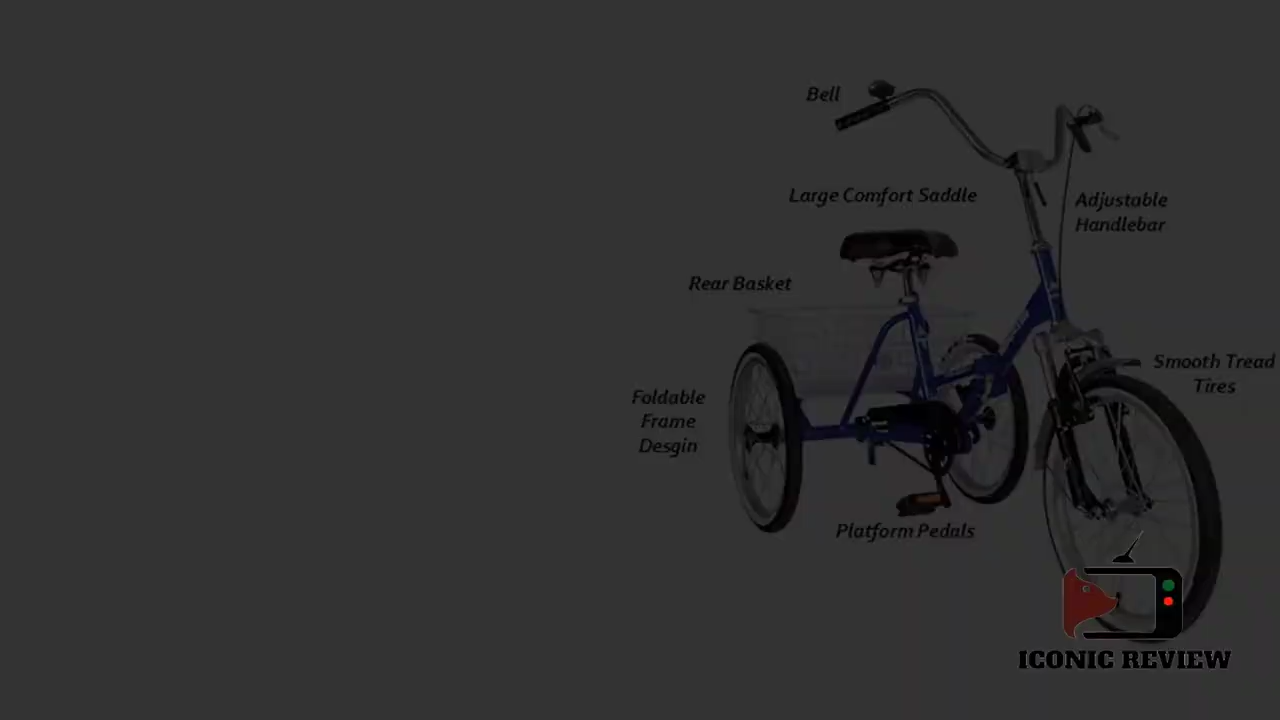 Bell
Large Comfort Saddle
Adjustable
Handlebar
Rear Basket
Smooth Tread
Tires
Foldable
Frame
Desgin
Platform Pedals
ICONIC REVIEW